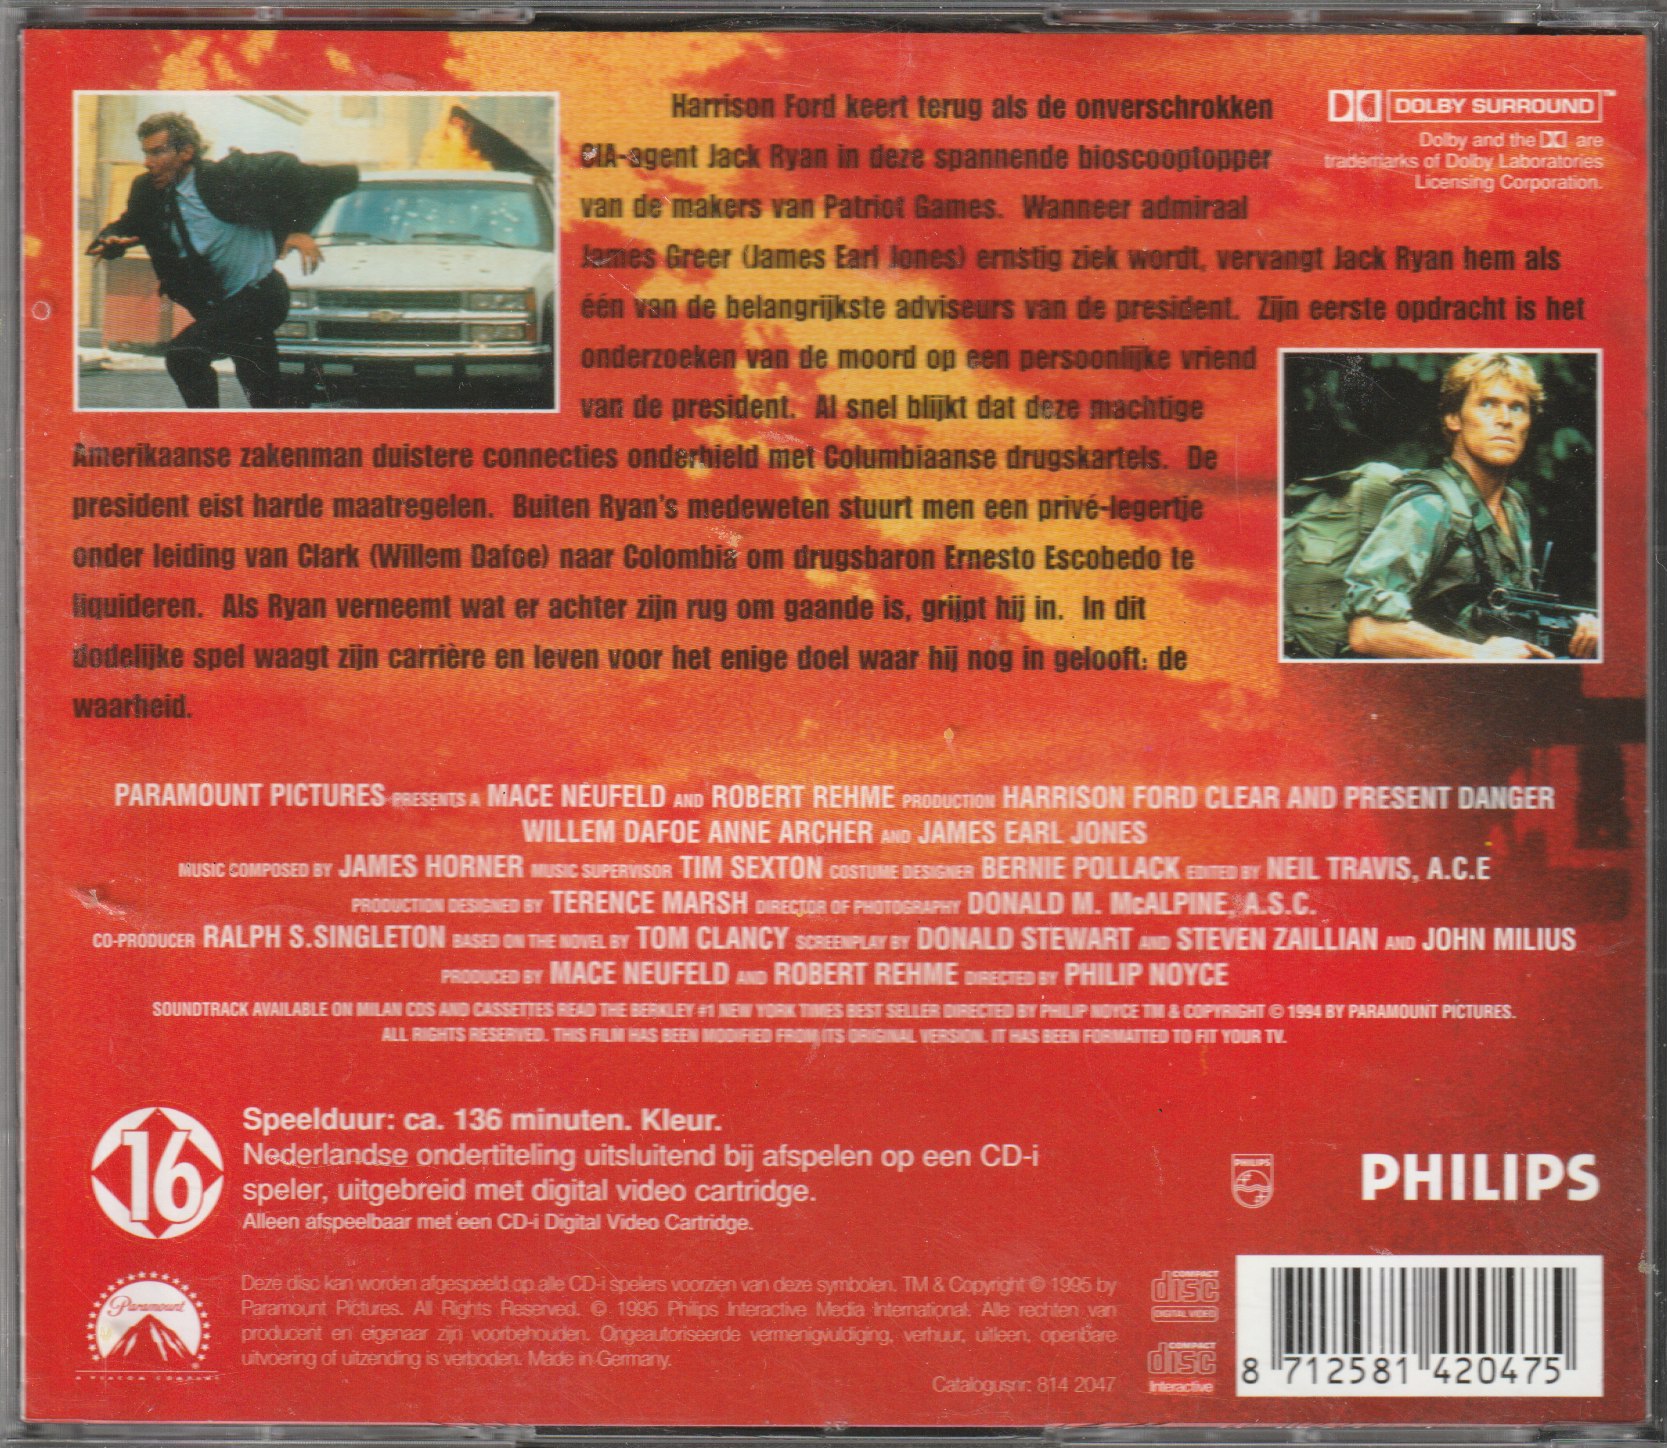 Harrison Ford keert terug als de onverschrokken
CIA-agent Jack Ryan in deze spannende bioscooptopper
van de makers van Patriot Games. Wanneer admiraal
James Greer (James Earl Jones) ernstig ziek wordt, vervangt Jack Ryan hem als
één van de belangrijkste adviseurs van de president. Zijn eerste opdracht is het
onderzoeken van de moord op een persoonlijke vriend
van de president. Al snel blijkt dat deze machtige
Amerikaanse zakenman duistere connecties onderhield met Columbiaanse drugskartels. De
president eist harde maatregelen. Buiten Ryan's medeweten stuurt men een privé-legertje
onder leiding van Clark (Willem Dafoe) naar Colombia om drugsbaron Ernesto Escobedo te
liquideren. Als Ryan verneemt wat er achter zijn rug om gaande is, grijpt hij in. In dit
dodelijke spel waagt zijn carrière en leven voor het enige doel waar hij nog in gelooft: de
waarheid.
DOLBY SURROUND™
Dolby and the DD are
trademarks of Dolby Laboratories
Licensing Corporation.
PARAMOUNT PICTURES PRESENTS A MACE NEUFELD AND ROBERT REHME PRODUCTION HARRISON FORD CLEAR AND PRESENT DANGER
WILLEM DAFOE ANNE ARCHER AND JAMES EARL JONES
MUSIC COMPOSED BY JAMES HORNER MUSIC SUPERVISOR TIM SEXTON COSTUME DESIGNER BERNIE POLLACK EDITED BY NEIL TRAVIS, A.C.E
PRODUCTION DESIGNED BY TERENCE MARSH DIRECTOR OF PHOTOGRAPHY DONALD M. McALPINE, A.S.C.
CO-PRODUCER RALPH S.SINGLETON BASED ON THE NOVEL BY TOM CLANCY SCREENPLAY BY DONALD STEWART AND STEVEN ZAILLIAN AND JOHN MILIUS
PRODUCED BY MACE NEUFELD AND ROBERT REHME DIRECTED BY PHILIP NOYCE
SOUNDTRACK AVAILABLE ON MILAN CDS AND CASSETTES READ THE BERKLEY #1 NEW YORK TIMES BEST SELLER DIRECTED BY PHILIP NOYCE TM & COPYRIGHT © 1994 BY PARAMOUNT PICTURES.
ALL RIGHTS RESERVED. THIS FILM HAS BEEN MODIFIED FROM ITS ORIGINAL VERSION. IT HAS BEEN FORMATTED TO FIT YOUR TV.
16
Speelduur: ca. 136 minuten. Kleur.
Nederlandse ondertiteling uitsluitend bij afspelen op een CD-i
speler, uitgebreid met digital video cartridge.
Alleen afspeelbaar met een CD-i Digital Video Cartridge.
PHILIPS
PHILIPS
Paramount
A VIACOM COMPANY
Deze disc kan worden afgespeeld op alle CD-i spelers voorzien van deze symbolen. TM & Copyright © 1995 by
Paramount Pictures. All Rights Reserved. © 1995 Philips Interactive Media International. Alle rechten van
producent en eigenaar zijn voorbehouden. Ongeautoriseerde vermenigvuldiging, verhuur, uitleen, openbare
uitvoering of uitzending is verboden. Made in Germany.
Catalogusnr: 814 2047
COMPACT
disc
DIGITAL VIDEO
COMPACT
disc
Interactive
8 712581 420475